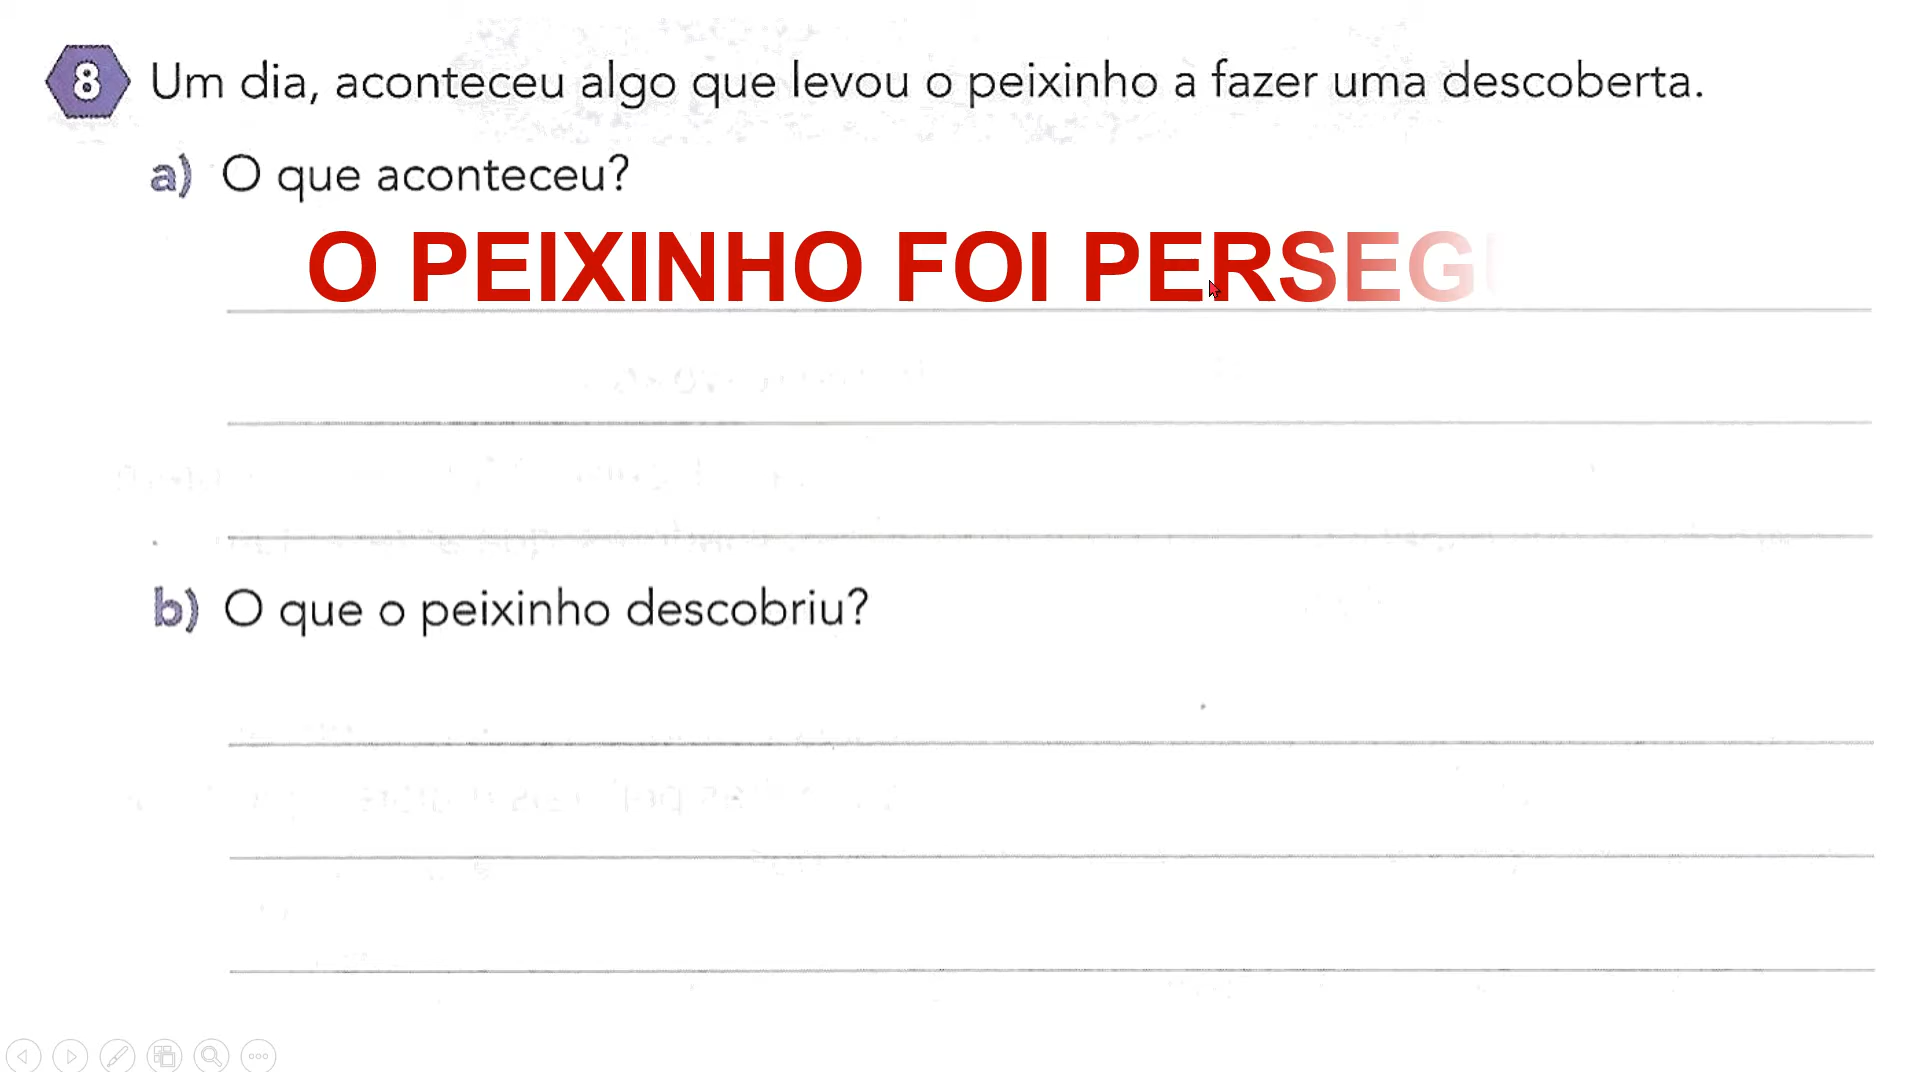 8 Um dia, aconteceu algo que levou o peixinho a fazer uma descoberta.
a) O que aconteceu?
O PEIXINHO FOI PERSEG
b) O que o peixinho descobriu?